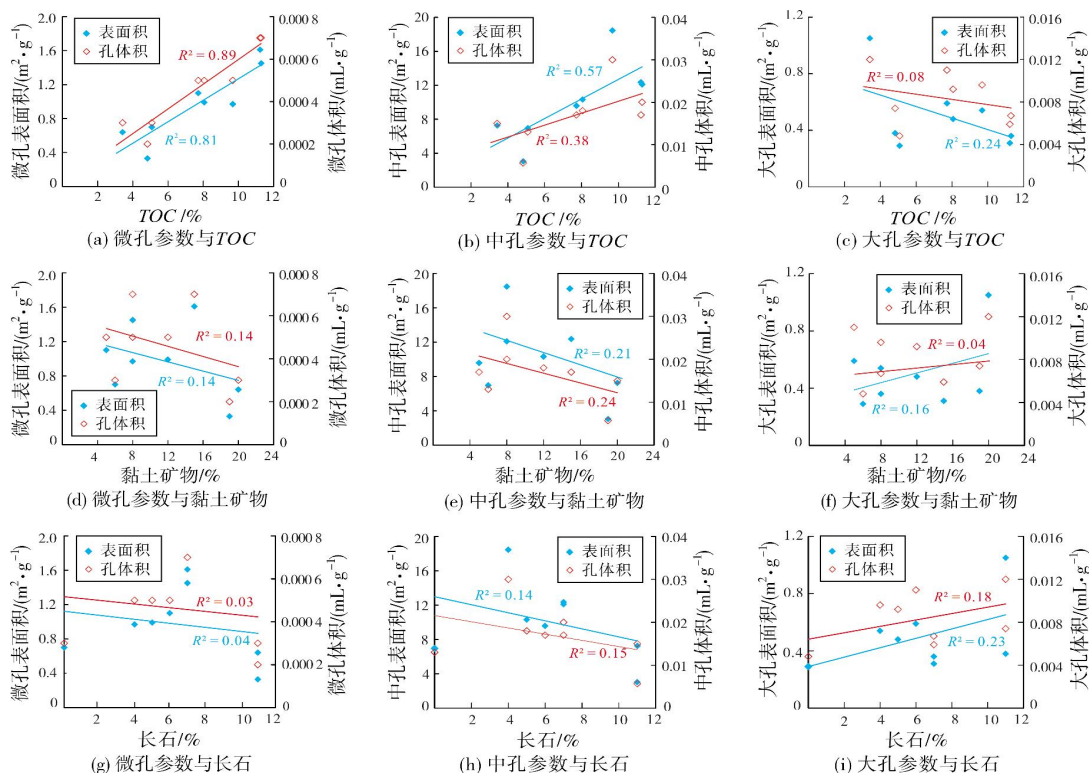 微孔表面积/(m²•g⁻¹)
2.0
1.6
1.2
0.8
0.4
表面积
孔体积
R² = 0.89
R² = 0.81
0.0008
0.0006
0.0004
0.0002
0
微孔体积/(mL•g⁻¹)
2 4 6 8 10 12
TOC /%
(a) 微孔参数与TOC
中孔表面积/(m²•g⁻¹)
20
16
12
8
4
0
表面积
孔体积
R² = 0.57
R² = 0.38
0.04
0.03
0.02
0.01
0
中孔体积/(mL•g⁻¹)
2 4 6 8 10 12
TOC /%
(b) 中孔参数与TOC
大孔表面积/(m²•g⁻¹)
1.2
0.8
0.4
0
表面积
孔体积
R² = 0.08
R² = 0.24
0.016
0.012
0.008
0.004
0
大孔体积/(mL•g⁻¹)
2 4 6 8 10 12
TOC /%
(c) 大孔参数与TOC
微孔表面积/(m²•g⁻¹)
2.0
1.6
1.2
0.8
0.4
0
R² = 0.14
R² = 0.14
表面积
孔体积
0.0008
0.0006
0.0004
0.0002
0
微孔体积/(mL•g⁻¹)
5 8 12 16 20 24
黏土矿物/%
(d) 微孔参数与黏土矿物
中孔表面积/(m²•g⁻¹)
20
16
12
8
4
0
表面积
孔体积
R² = 0.21
R² = 0.24
0.04
0.03
0.02
0.01
0
中孔体积/(mL•g⁻¹)
5 8 12 16 20 24
黏土矿物/%
(e) 中孔参数与黏土矿物
大孔表面积/(m²•g⁻¹)
1.2
0.8
0.4
0
表面积
孔体积
R² = 0.04
R² = 0.16
0.016
0.012
0.008
0.004
0
大孔体积/(mL•g⁻¹)
4 8 12 16 20 24
黏土矿物/%
(f) 大孔参数与黏土矿物
微孔表面积/(m²•g⁻¹)
2.0
1.6
1.2
0.8
0.4
0
表面积
孔体积
R² = 0.03
R² = 0.04
0.0008
0.0006
0.0004
0.0002
0
微孔体积/(mL•g⁻¹)
2 4 6 8 10 12
长石/%
(g) 微孔参数与长石
中孔表面积/(m²•g⁻¹)
20
16
12
8
4
0
表面积
孔体积
R² = 0.14
R² = 0.15
0.04
0.03
0.02
0.01
0
中孔体积/(mL•g⁻¹)
2 4 6 8 10 12
长石/%
(h) 中孔参数与长石
大孔表面积/(m²•g⁻¹)
1.2
0.8
0.4
0
表面积
孔体积
R² = 0.18
R² = 0.23
0.016
0.012
0.008
0.004
0
大孔体积/(mL•g⁻¹)
2 4 6 8 10 12
长石/%
(i) 大孔参数与长石